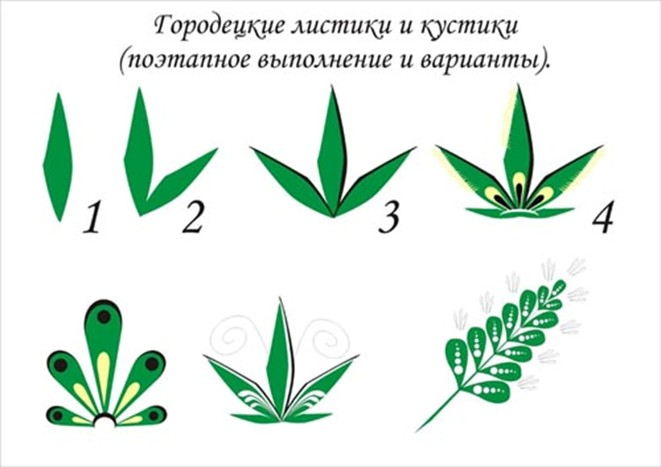 Городецкие листики и кустики
(поэтапное выполнение и варианты).
1 2 3 4